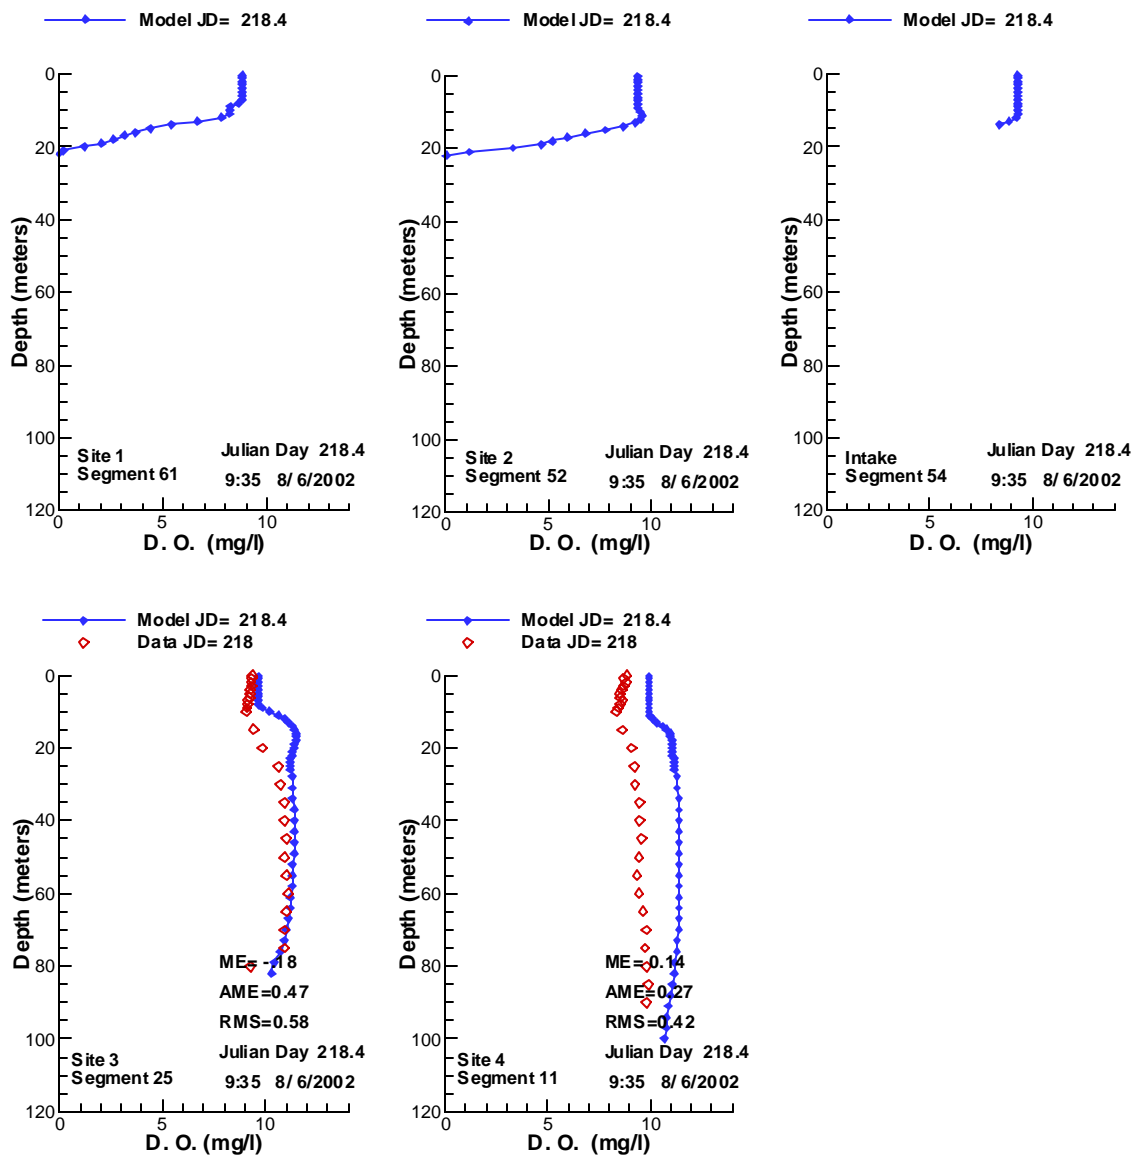 Model JD= 218.4
0
20
40
60
80
100
120
Depth (meters)
Site 1
Segment 61
Julian Day 218.4
9:35 8/ 6/2002
0 5 10
D. O. (mg/l)
Model JD= 218.4
0
20
40
60
80
100
120
Depth (meters)
Site 2
Segment 52
Julian Day 218.4
9:35 8/ 6/2002
0 5 10
D. O. (mg/l)
Model JD= 218.4
0
20
40
60
80
100
120
Depth (meters)
Intake
Segment 54
Julian Day 218.4
9:35 8/ 6/2002
0 5 10
D. O. (mg/l)
Model JD= 218.4
Data JD= 218
0
20
40
60
80
100
120
Depth (meters)
ME= -.18
AME=0.47
RMS=0.58
Site 3
Segment 25
Julian Day 218.4
9:35 8/ 6/2002
0 5 10
D. O. (mg/l)
Model JD= 218.4
Data JD= 218
0
20
40
60
80
100
120
Depth (meters)
ME= 0.14
AME=0.27
RMS=0.42
Site 4
Segment 11
Julian Day 218.4
9:35 8/ 6/2002
0 5 10
D. O. (mg/l)